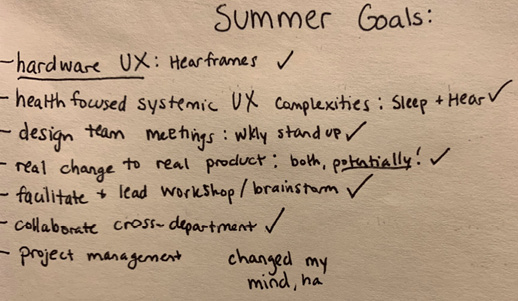 Summer Goals:
- hardware UX: Hearframes ✓
- health focused systemic UX complexities: Sleep + Hear ✓
- design team meetings: wkly stand up ✓
- real change to real product: both, potentially! ✓
- facilitate + lead workshop/brainstorm ✓
- collaborate cross-department ✓
- project management changed my
mind, ha